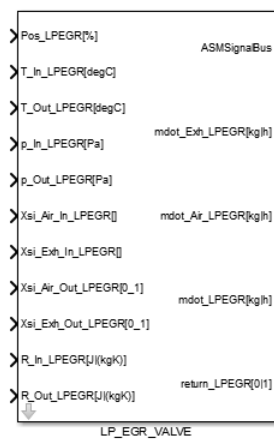 Pos_LPEGR[%]
ASMSignalBus
T_In_LPEGR[degC]
T_Out_LPEGR[degC]
mdot_Exh_LPEGR[kg|h]
p_In_LPEGR[Pa]
p_Out_LPEGR[Pa]
Xsi_Air_In_LPEGR[]
mdot_Air_LPEGR[kg|h]
Xsi_Exh_In_LPEGR[]
Xsi_Air_Out_LPEGR[0_1]
mdot_LPEGR[kg|h]
Xsi_Exh_Out_LPEGR[0_1]
R_In_LPEGR[J|(kgK)]
return_LPEGR[0|1]
R_Out_LPEGR[J|(kgK)]
LP_EGR_VALVE